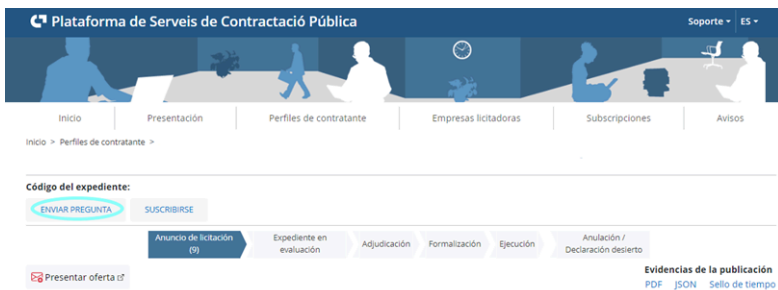 Plataforma de Serveis de Contractació Pública
Soporte ES
Inicio Presentación Perfiles de contratante Empresas licitadoras Subscripciones Avisos
Inicio > Perfiles de contratante >
Código del expediente:
ENVIAR PREGUNTA SUSCRIBIRSE
Anuncio de licitación (9)
Expediente en evaluación
Adjudicación
Formalización
Ejecución
Anulación / Declaración desierto
Presentar oferta
Evidencias de la publicación
PDF JSON Sello de tiempo